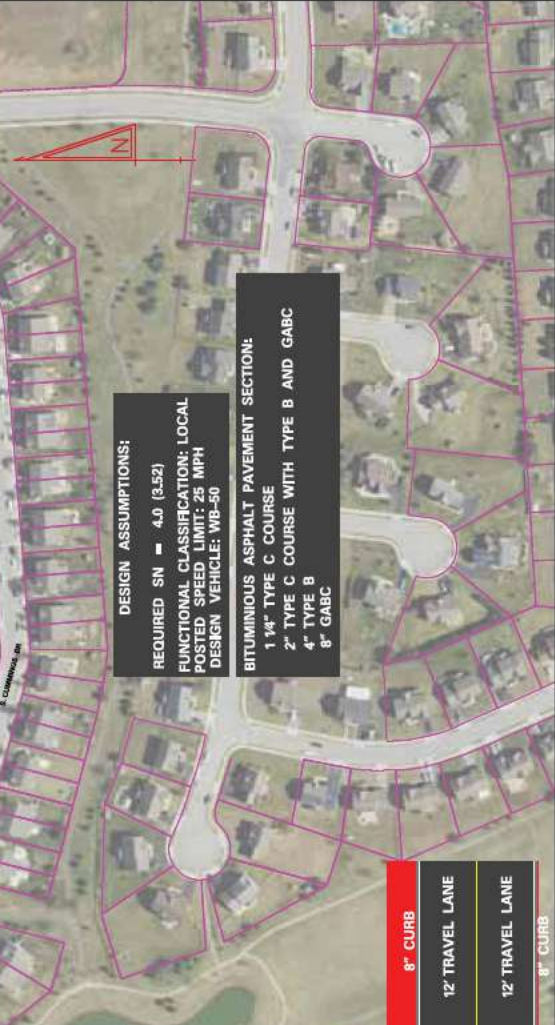 S. CUMMINGS DR
N
DESIGN ASSUMPTIONS:
REQUIRED SN = 4.0 (3.52)
FUNCTIONAL CLASSIFICATION: LOCAL
POSTED SPEED LIMIT: 25 MPH
DESIGN VEHICLE: WB-50
BITUMINIOUS ASPHALT PAVEMENT SECTION:
1 1/4" TYPE C COURSE
2" TYPE C COURSE WITH TYPE B AND GABC
4" TYPE B
8" GABC
8" CURB
12' TRAVEL LANE
12' TRAVEL LANE
8" CURB